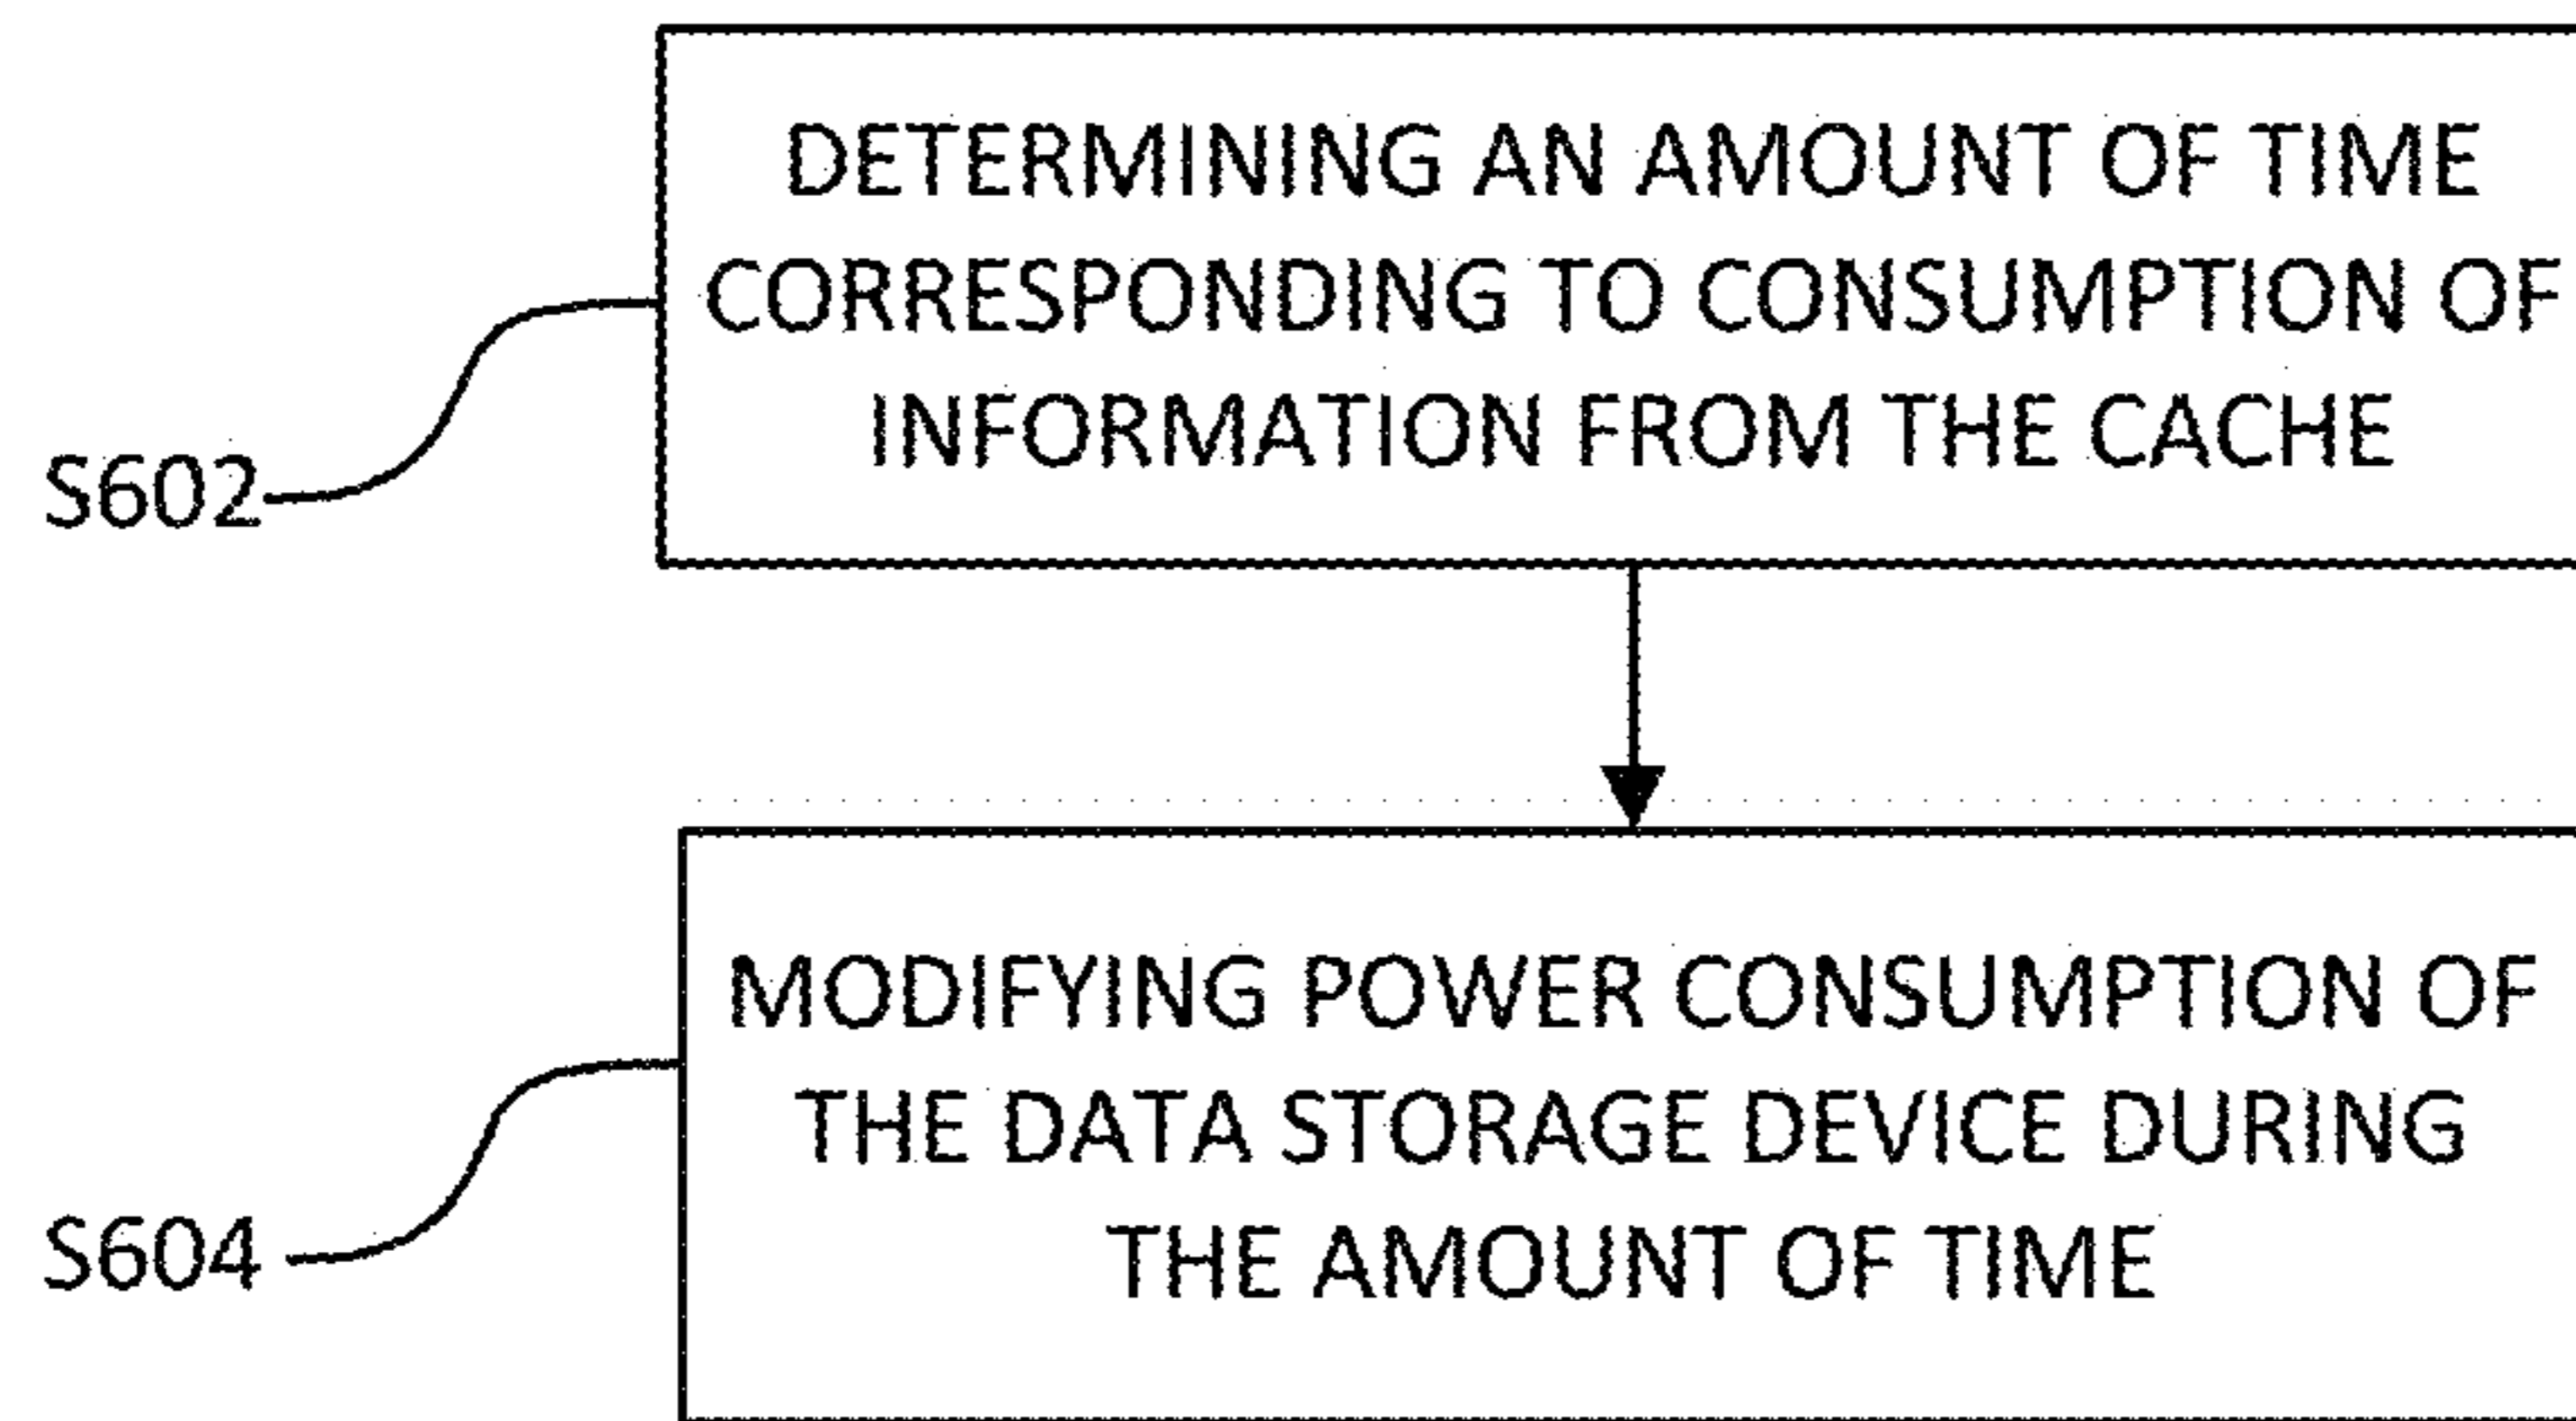 DETERMINING AN AMOUNT OF TIME
CORRESPONDING TO CONSUMPTION OF
INFORMATION FROM THE CACHE
S602
MODIFYING POWER CONSUMPTION OF
THE DATA STORAGE DEVICE DURING
THE AMOUNT OF TIME
S604